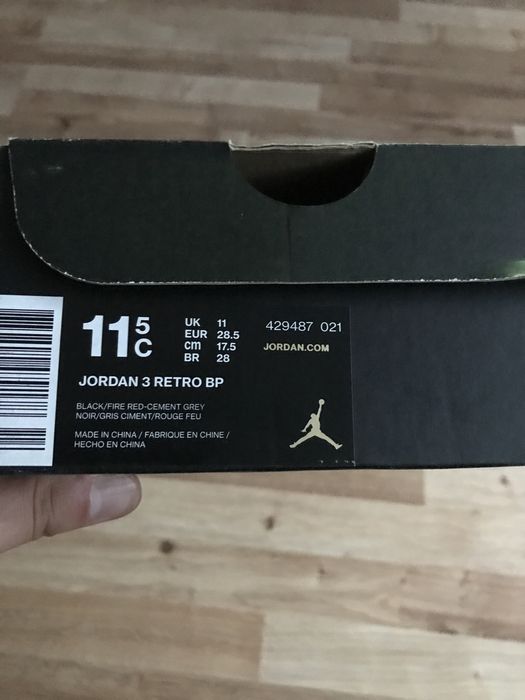 11 5 C
UK 11
EUR 28.5
cm 17.5
BR 28
429487 021
JORDAN.COM
JORDAN 3 RETRO BP
BLACK/FIRE RED-CEMENT GREY
NOIR/GRIS CIMENT/ROUGE FEU
MADE IN CHINA / FABRIQUE EN CHINE /
HECHO EN CHINA